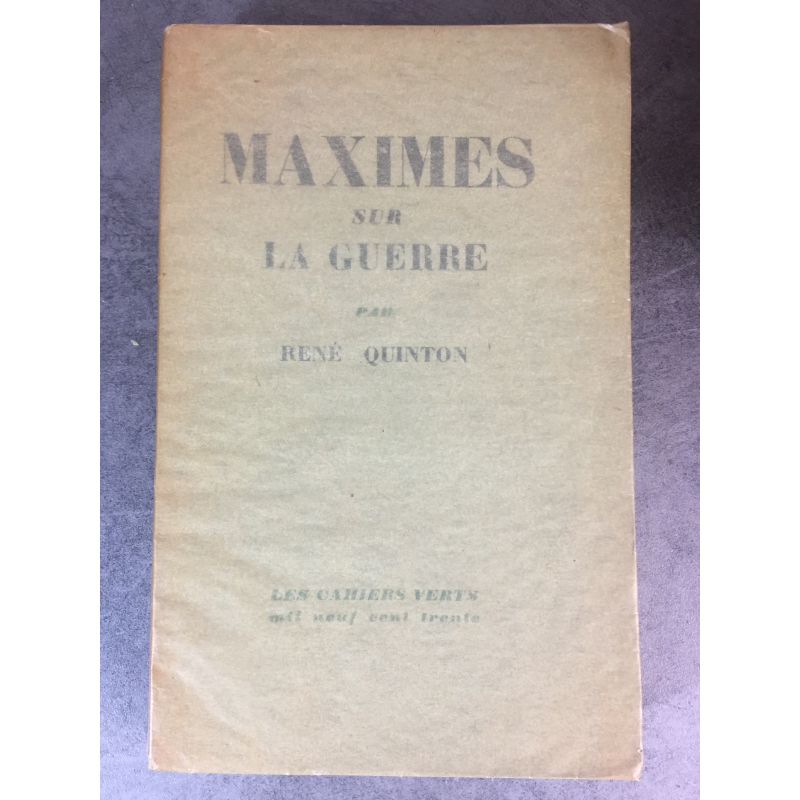 MAXIMES
SUR
LA GUERRE
PAR
RENÉ QUINTON
LES CAHIERS VERTS
mil neuf cent trente